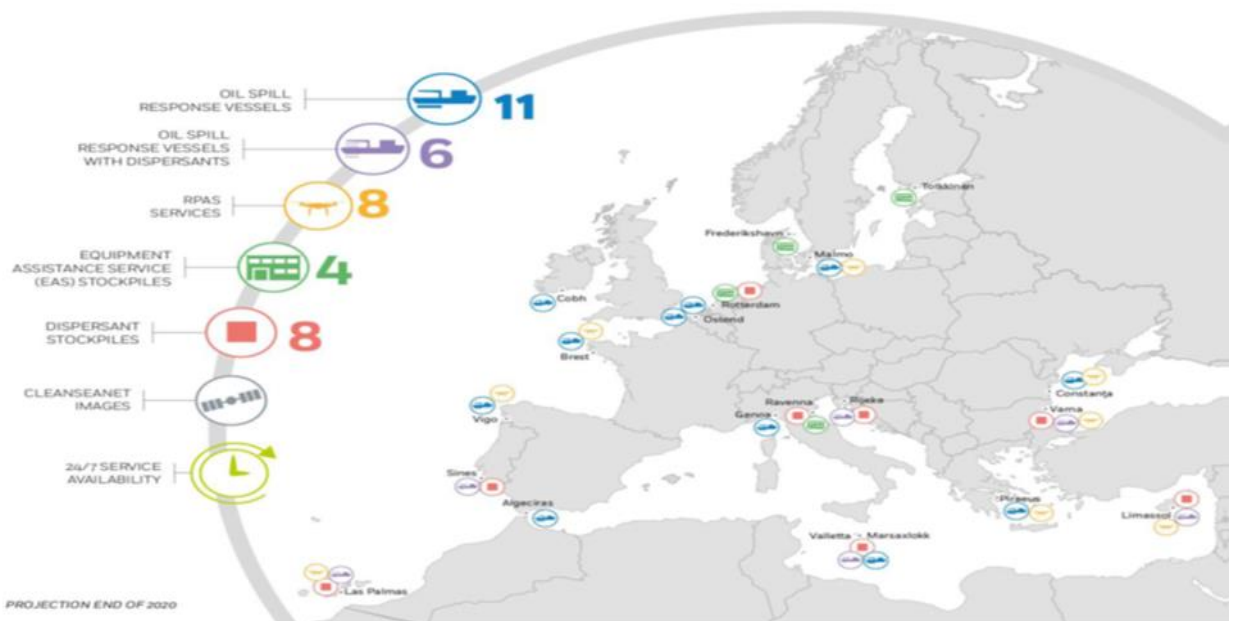 OIL SPILL
RESPONSE VESSELS
11
OIL SPILL
RESPONSE VESSELS
WITH DISPERSANTS
6
RPAS
SERVICES
8
EQUIPMENT
ASSISTANCE SERVICE
(EAS) STOCKPILES
4
DISPERSANT
STOCKPILES
8
CLEANSEANET
IMAGES
24/7 SERVICE
AVAILABILITY
PROJECTION END OF 2020
Torkkinen
Frederikshavn
Malmo
Cobh
Rotterdam
Ostend
Brest
Constanţa
Vigo
Ravenna
Rijeka
Genoa
Varna
Sines
Algeciras
Piraeus
Limassol
Valletta
Marsaxlokk
Las Palmas